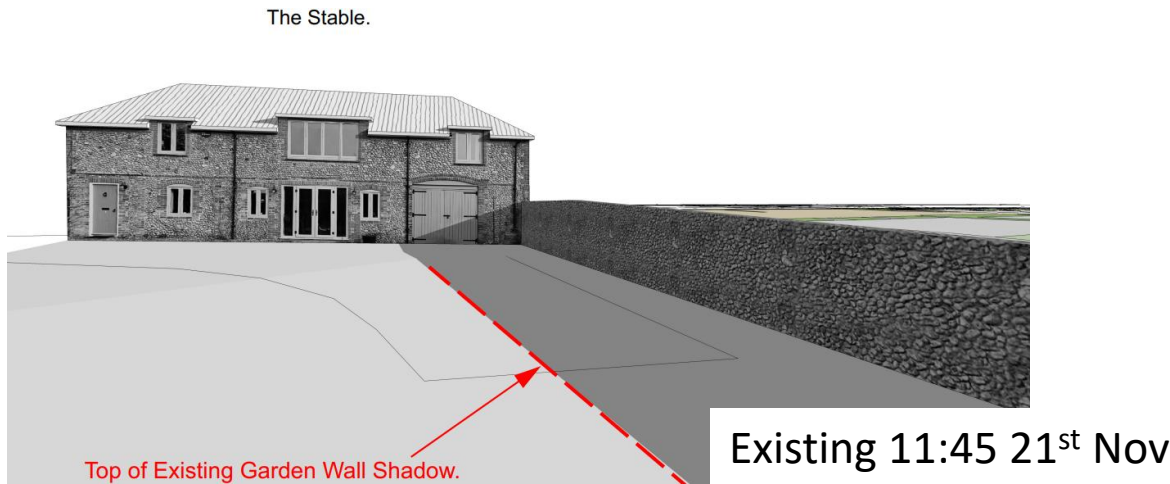 The Stable.
Top of Existing Garden Wall Shadow.
Existing 11:45 21st Nov